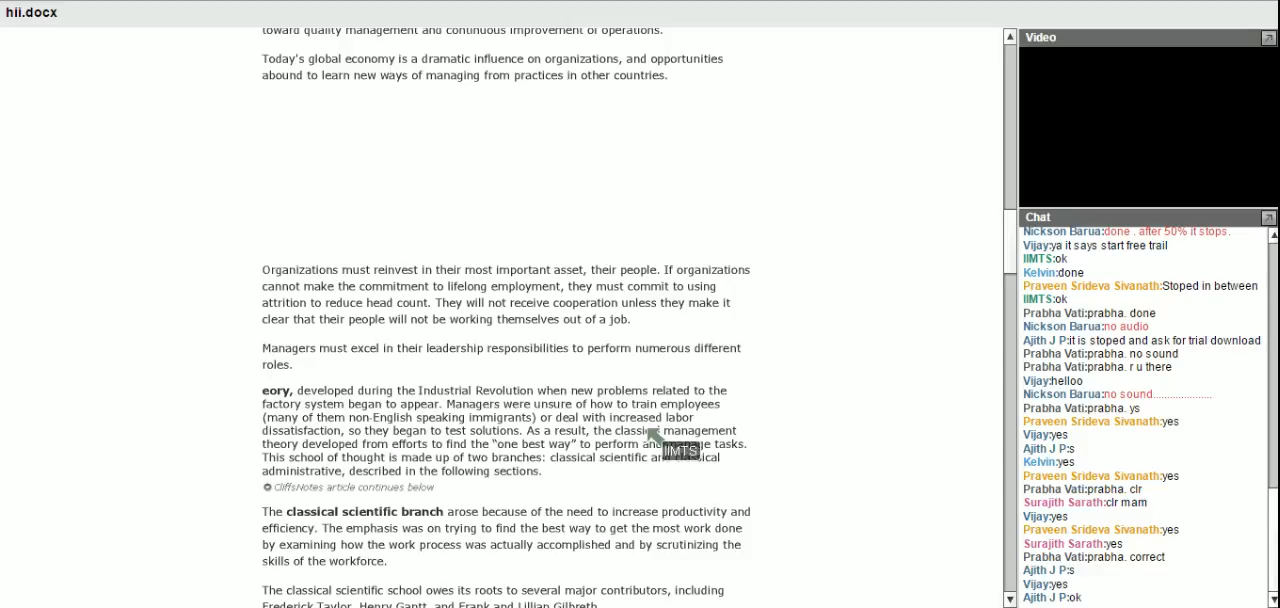 hii.docx
toward quality management and continuous improvement of operations.
Today's global economy is a dramatic influence on organizations, and opportunities
abound to learn new ways of managing from practices in other countries.
Organizations must reinvest in their most important asset, their people. If organizations
cannot make the commitment to lifelong employment, they must commit to using
attrition to reduce head count. They will not receive cooperation unless they make it
clear that their people will not be working themselves out of a job.
Managers must excel in their leadership responsibilities to perform numerous different
roles.
eory, developed during the Industrial Revolution when new problems related to the
factory system began to appear. Managers were unsure of how to train employees
(many of them non-English speaking immigrants) or deal with increased labor
dissatisfaction, so they began to test solutions. As a result, the classical management
theory developed from efforts to find the “one best way” to perform and manage tasks.
This school of thought is made up of two branches: classical scientific and classical
administrative, described in the following sections.
IIMTS
CliffsNotes article continues below
The classical scientific branch arose because of the need to increase productivity and
efficiency. The emphasis was on trying to find the best way to get the most work done
by examining how the work process was actually accomplished and by scrutinizing the
skills of the workforce.
The classical scientific school owes its roots to several major contributors, including
Frederick Taylor, Henry Gantt, and Frank and Lillian Gilbreth.
Video
Chat
Nickson Barua:done . after 50% it stops.
Vijay:ya it says start free trail
IIMTS:ok
Kelvin:done
Praveen Srideva Sivanath:Stoped in between
IIMTS:ok
Prabha Vati:prabha. done
Nickson Barua:no audio
Ajith J P:it is stoped and ask for trial download
Prabha Vati:prabha. no sound
Prabha Vati:prabha. r u there
Vijay:helloo
Nickson Barua:no sound.....................
Prabha Vati:prabha. ys
Praveen Srideva Sivanath:yes
Vijay:yes
Ajith J P:s
Kelvin:yes
Praveen Srideva Sivanath:yes
Prabha Vati:prabha. clr
Surajith Sarath:clr mam
Vijay:yes
Praveen Srideva Sivanath:yes
Surajith Sarath:yes
Prabha Vati:prabha. correct
Ajith J P:s
Vijay:yes
Ajith J P:ok